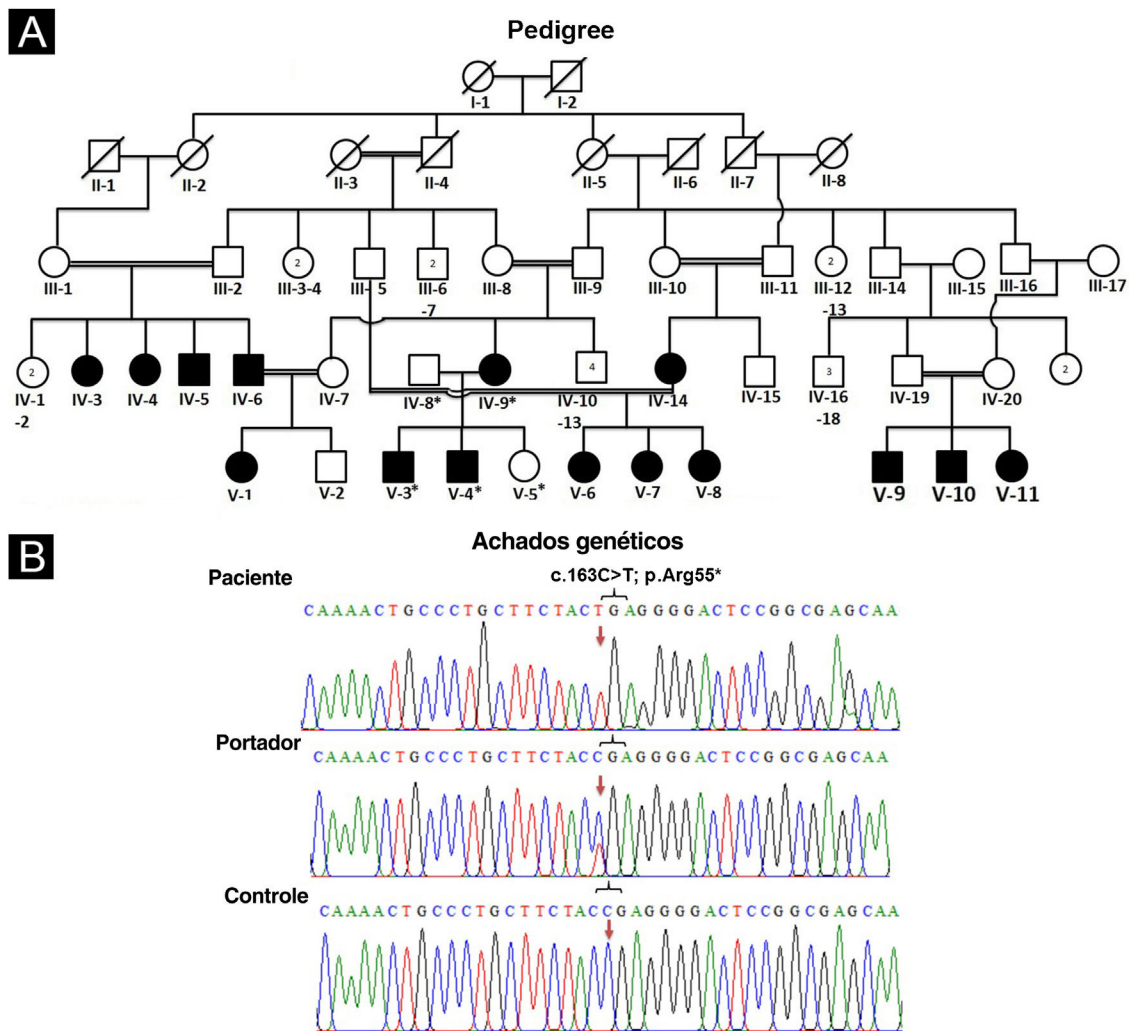 A
Pedigree
I-1 I-2
II-1 II-2 II-3 II-4 II-5 II-6 II-7 II-8
2 2 2
III-1 III-2 III-3-4 III- 5 III-6 III-8 III-9 III-10 III-11 III-12 III-14 III-15 III-16 III-17
-7 -13
2 4 3 2
IV-1 IV-3 IV-4 IV-5 IV-6 IV-7 IV-8* IV-9* IV-10 IV-14 IV-15 IV-16 IV-19 IV-20
-2 -13 -18
V-1 V-2 V-3* V-4* V-5* V-6 V-7 V-8 V-9 V-10 V-11
B
Achados genéticos
Paciente
c.163C>T; p.Arg55*
CAAAACTGCCCTGCTTCTACTGAGGGGACTCCGGCGAGCAA
Portador
CAAAACTGCCCTGCTTCTACCGAGGGGACTCCGGCGAGCAA
Controle
CAAAACTGCCCTGCTTCTACCGAGGGGACTCCGGCGAGCAA